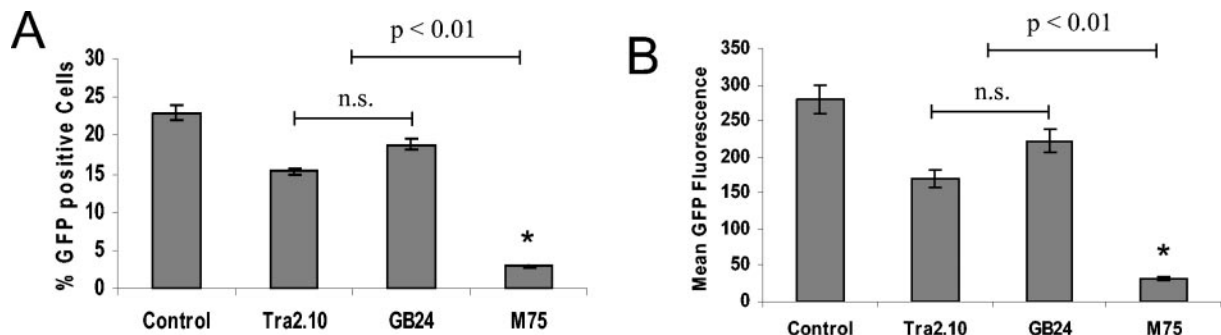 A
p < 0.01
n.s.
% GFP positive Cells
30
25
20
15
10
5
0
*
Control Tra2.10 GB24 M75
B
p < 0.01
n.s.
Mean GFP Fluorescence
350
300
250
200
150
100
50
0
*
Control Tra2.10 GB24 M75